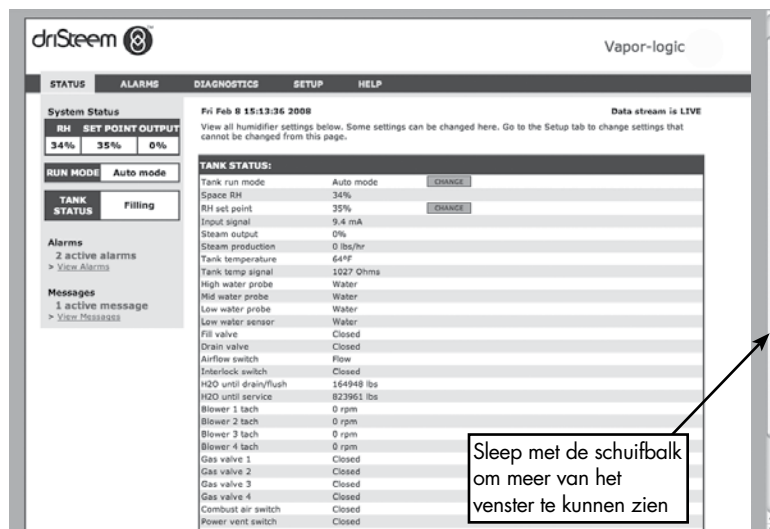 driSteem
Vapor-logic
STATUS ALARMS DIAGNOSTICS SETUP HELP
System Status
RH SET POINT OUTPUT
34% 35% 0%
RUN MODE Auto mode
TANK STATUS Filling
Alarms
2 active alarms
> View Alarms
Messages
1 active message
> View Messages
Fri Feb 8 15:13:36 2008 Data stream is LIVE
View all humidifier settings below. Some settings can be changed here. Go to the Setup tab to change settings that
cannot be changed from this page.
TANK STATUS:
Tank run mode Auto mode CHANGE
Space RH 34%
RH set point 35% CHANGE
Input signal 9.4 mA
Steam output 0%
Steam production 0 lbs/hr
Tank temperature 64ºF
Tank temp signal 1027 Ohms
High water probe Water
Mid water probe Water
Low water probe Water
Low water sensor Water
Fill valve Closed
Drain valve Closed
Airflow switch Flow
Interlock switch Closed
H2O until drain/flush 164948 lbs
H2O until service 823961 lbs
Blower 1 tach 0 rpm
Blower 2 tach 0 rpm
Blower 3 tach 0 rpm
Blower 4 tach 0 rpm
Gas valve 1 Closed
Gas valve 2 Closed
Gas valve 3 Closed
Gas valve 4 Closed
Combust air switch Closed
Power vent switch Closed
Sleep met de schuifbalk
om meer van het
venster te kunnen zien